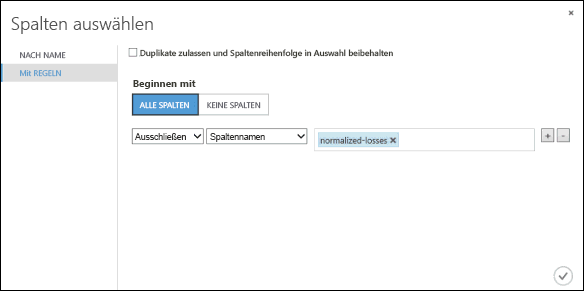 Spalten auswählen
NACH NAME
Mit REGELN
Duplikate zulassen und Spaltenreihenfolge in Auswahl beibehalten
Beginnen mit
ALLE SPALTEN KEINE SPALTEN
Ausschließen Spaltennamen normalized-losses × + -